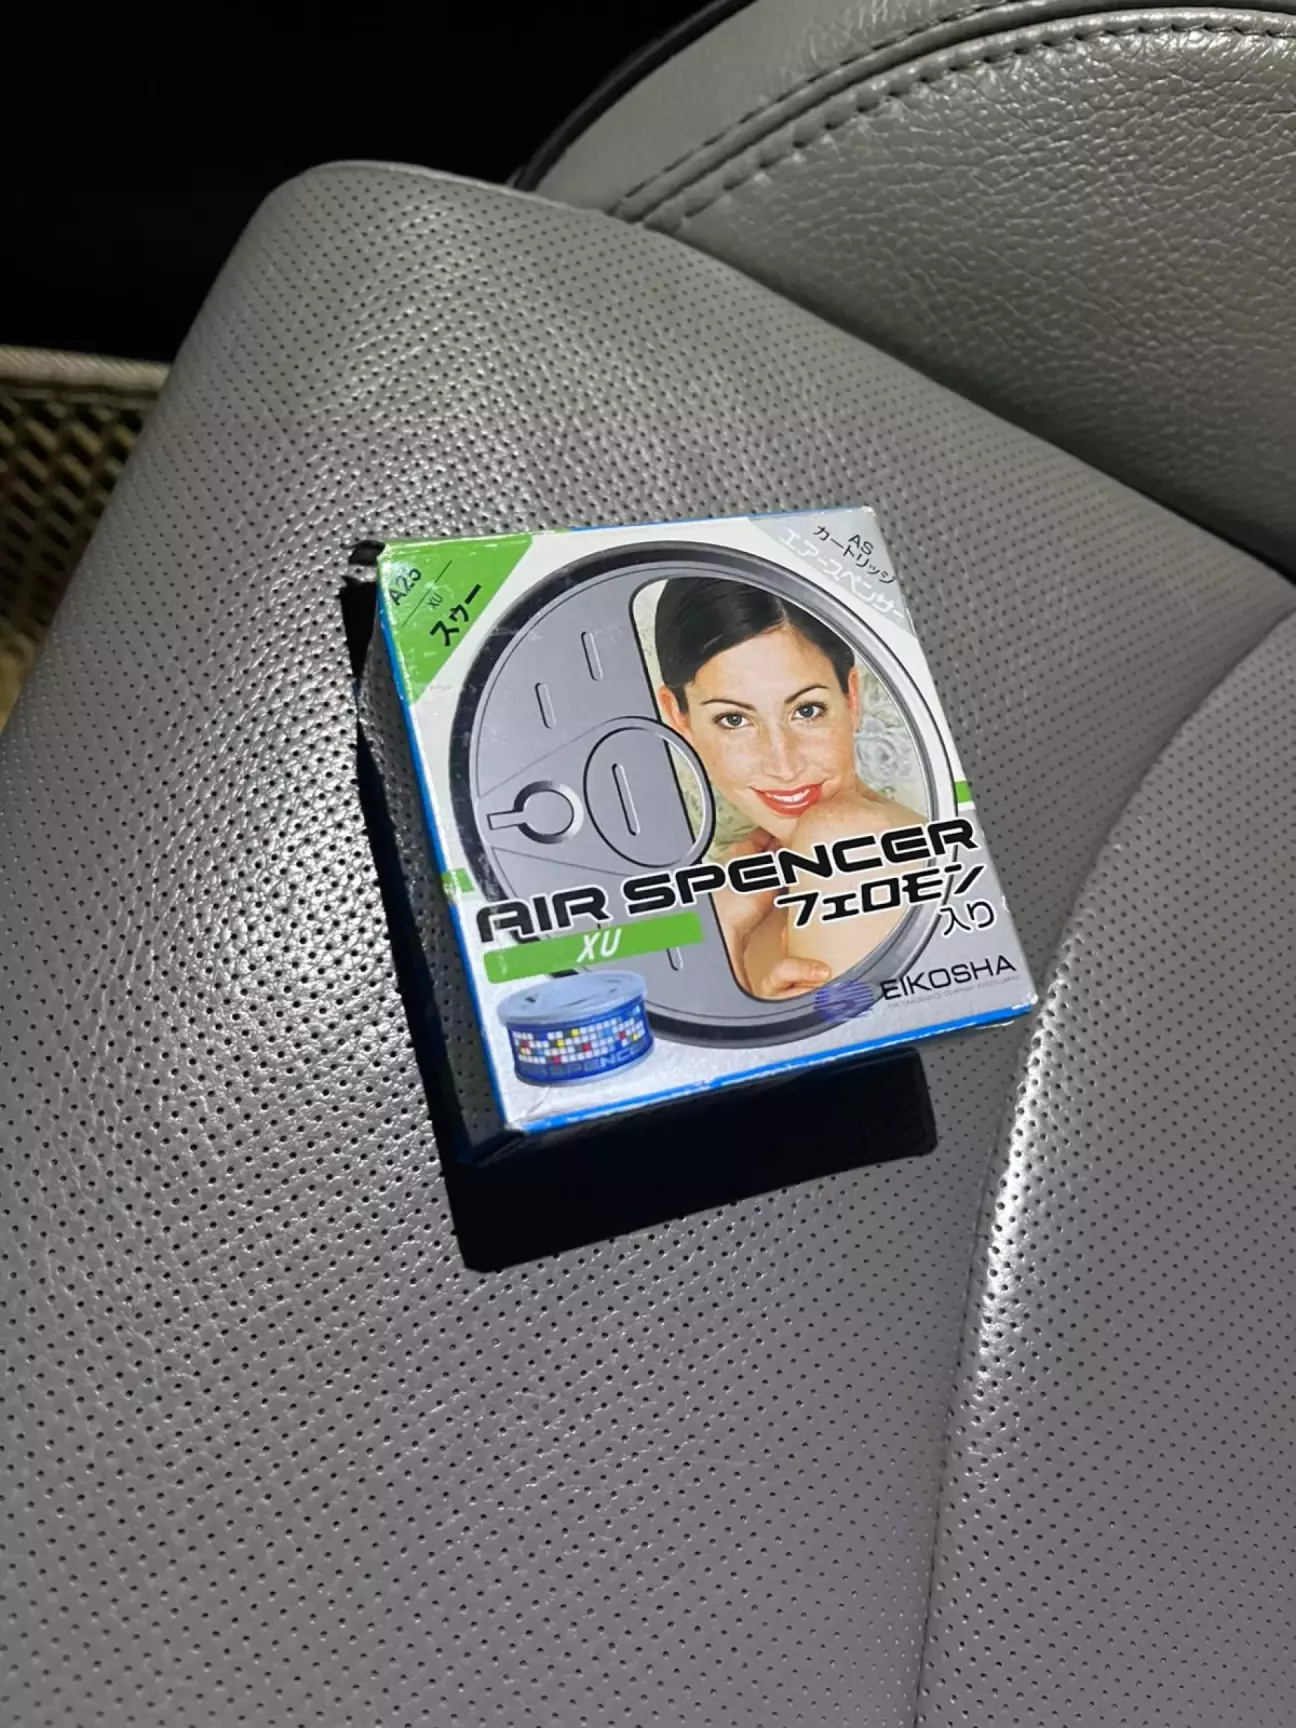 A25
XU
スゥー
AS
カートリッジ
エアースペンサー
AIR SPENCER
フェロモン
入り
XU
EIKOSHA